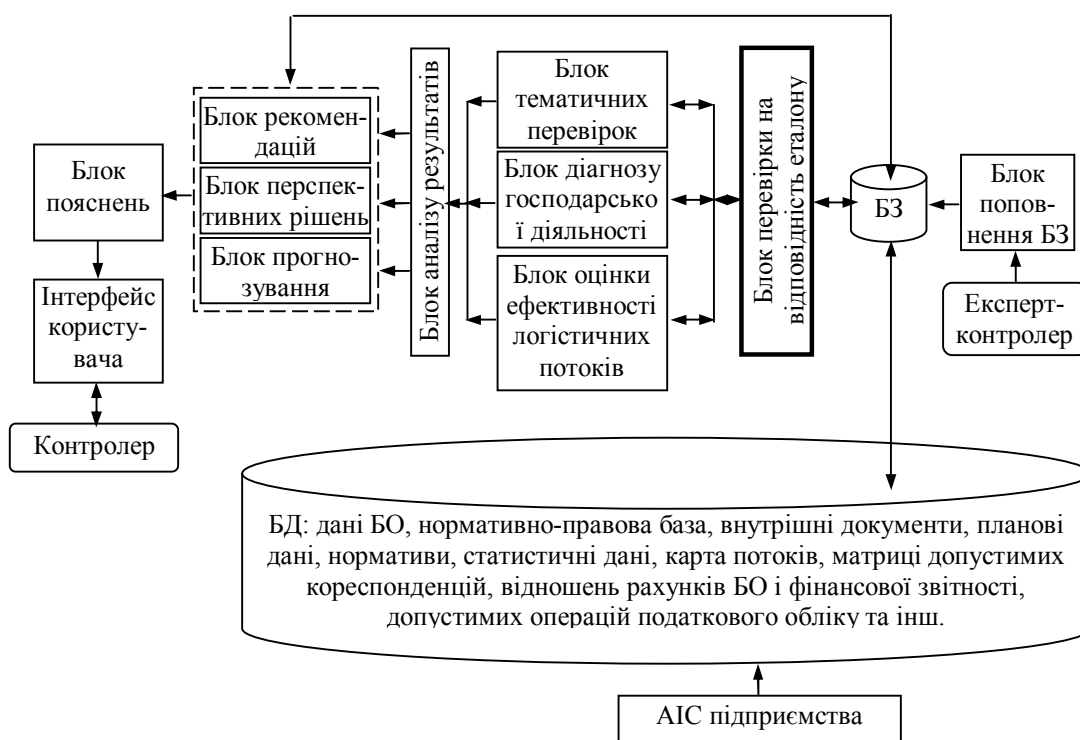 Блок
пояснень
Інтерфейс
користу-
вача
Контролер
Блок рекомен-
дацій
Блок перспек-
тивних рішень
Блок прогно-
зування
Блок аналізу результатів
Блок
тематичних
перевірок
Блок діагнозу
господарсько
ї діяльності
Блок оцінки
ефективності
логістичних
потоків
Блок перевірки на
відповідність еталону
БЗ
Блок
попов-
нення БЗ
Експерт-
контролер
БД: дані БО, нормативно-правова база, внутрішні документи, планові
дані, нормативи, статистичні дані, карта потоків, матриці допустимих
кореспонденцій, відношень рахунків БО і фінансової звітності,
допустимих операцій податкового обліку та інш.
АІС підприємства